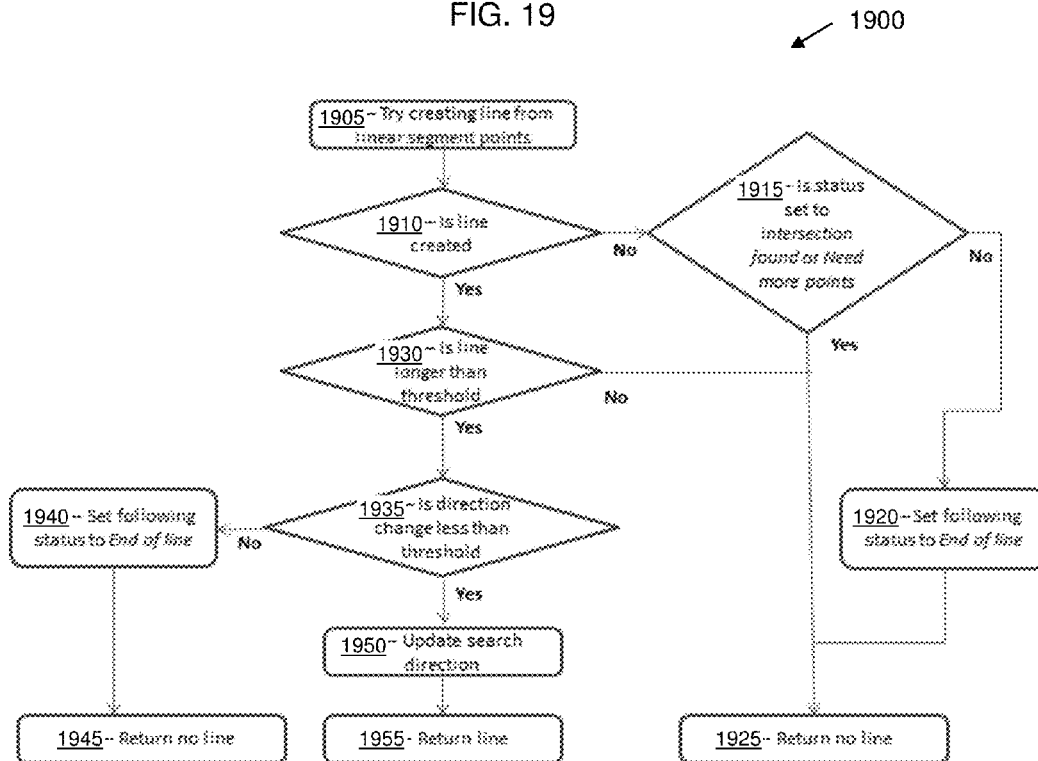 FIG. 19
1900
1905 - Try creating line from
linear segment points
1910 - Is line
created
No
Yes
1915 - Is status
set to
intersection
found or Need
more points
No
Yes
1930 - Is line
longer than
threshold
No
Yes
1935 - Is direction
change less than
threshold
No
Yes
1940 - Set following
status to End of line
1920 - Set following
status to End of line
1950 - Update search
direction
1945 - Return no line
1955 - Return line
1925 - Return no line